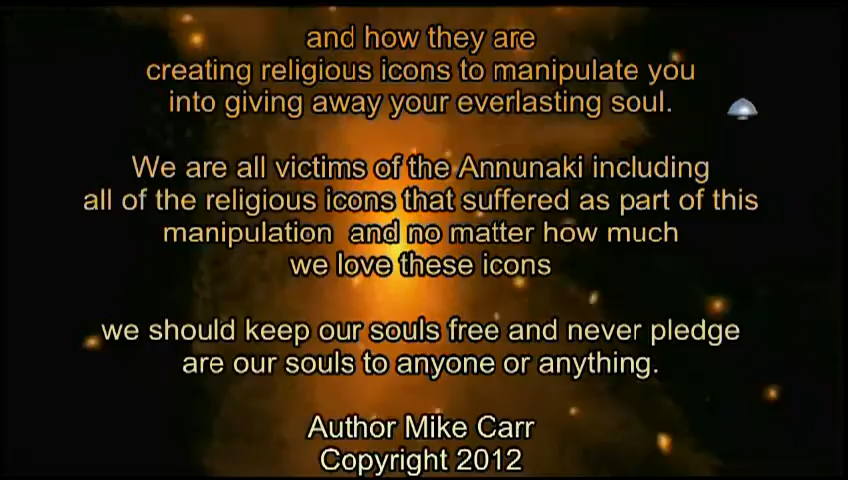 and how they are
creating religious icons to manipulate you
into giving away your everlasting soul.
We are all victims of the Annunaki including
all of the religious icons that suffered as part of this
manipulation and no matter how much
we love these icons
we should keep our souls free and never pledge
are our souls to anyone or anything.
Author Mike Carr
Copyright 2012